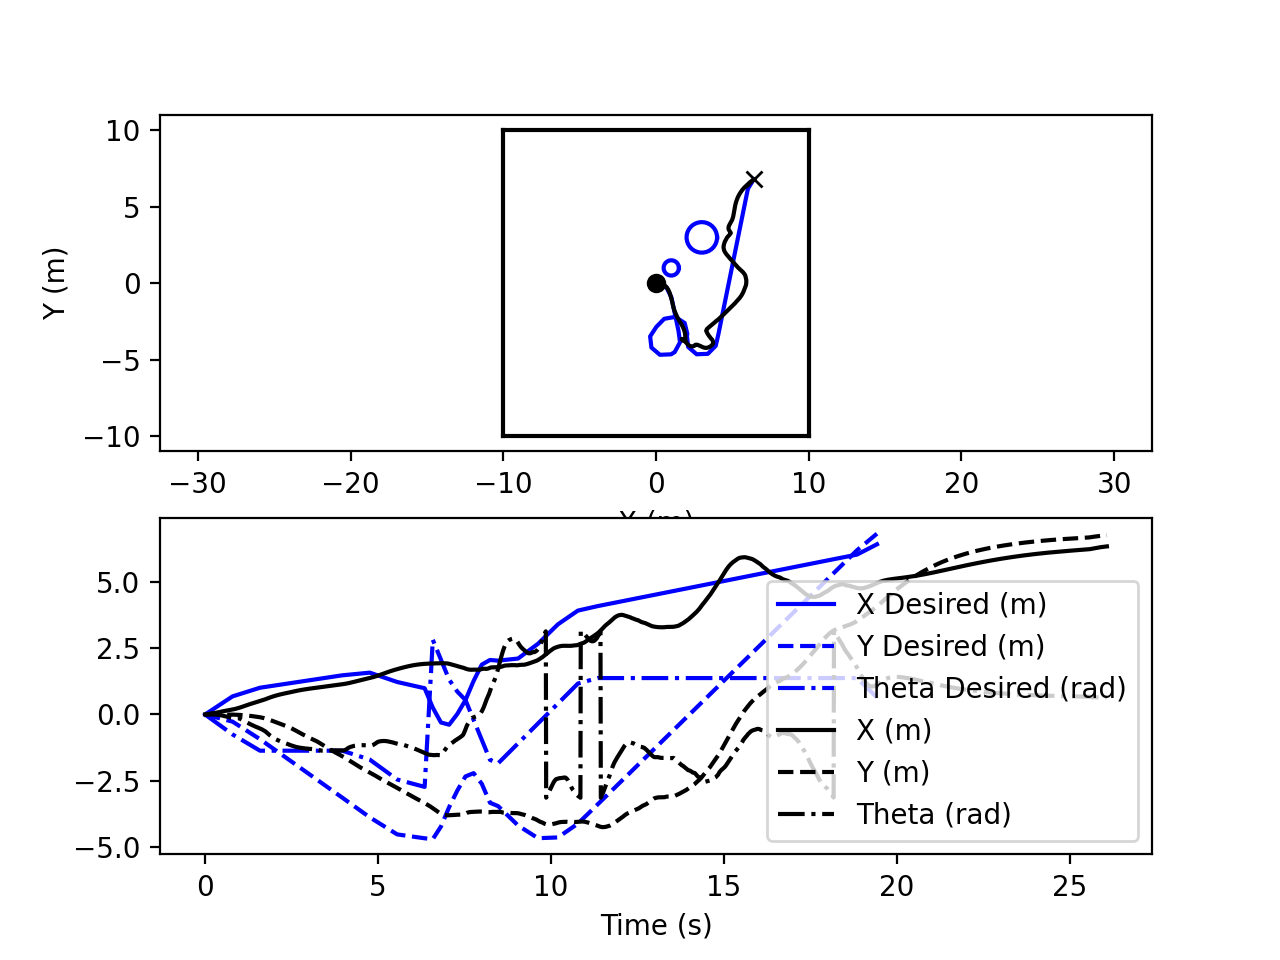 10
5
0
−5
−10
Y (m)
−30
−20
−10
0
10
20
30
X (m)
5.0
2.5
0.0
−2.5
−5.0
X Desired (m)
Y Desired (m)
Theta Desired (rad)
X (m)
Y (m)
Theta (rad)
0
5
10
15
20
25
Time (s)